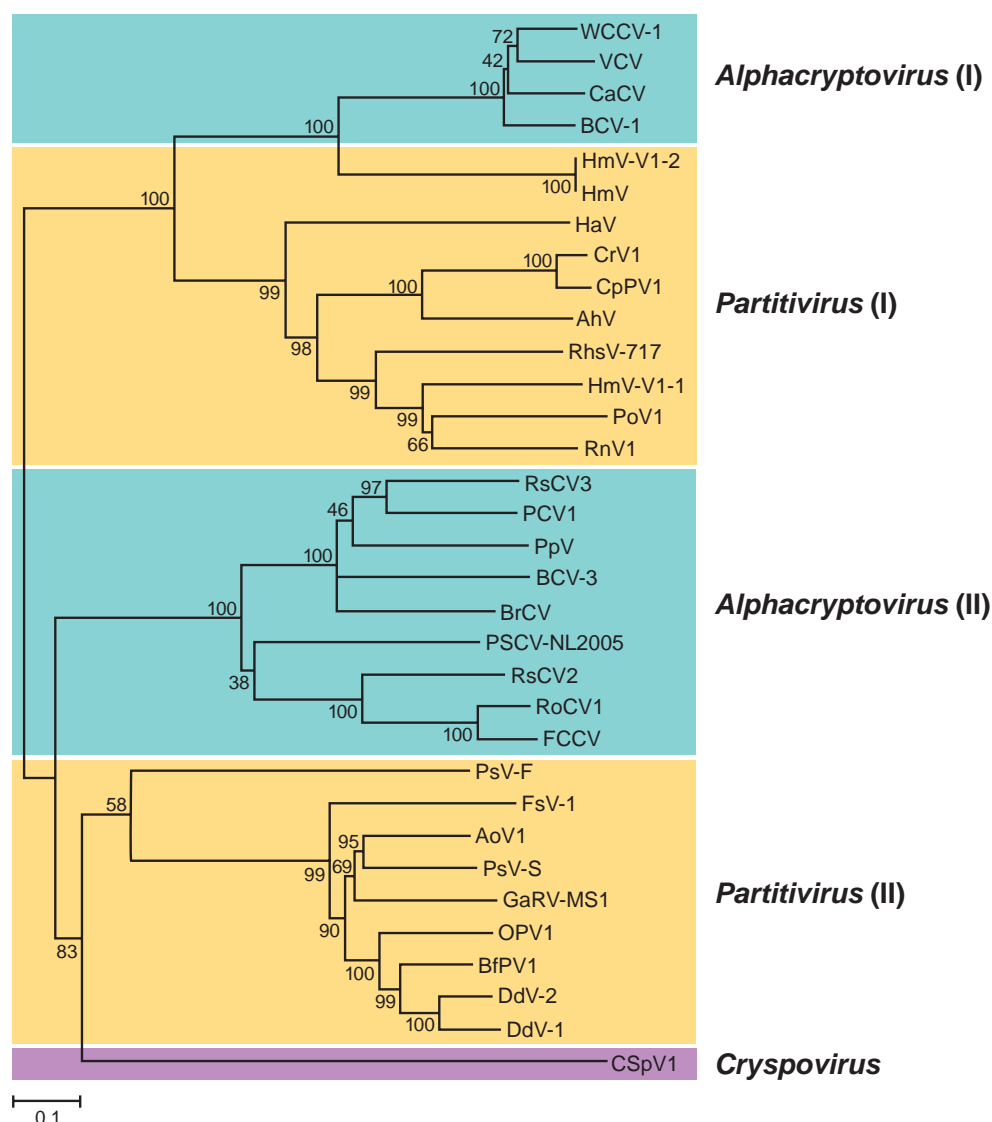 WCCV-1
72
VCV
42
CaCV
100
BCV-1
Alphacryptovirus (I)
100
HmV-V1-2
100
HmV
100
HaV
CrV1
100
CpPV1
100
99
AhV
Partitivirus (I)
98
RhsV-717
99
HmV-V1-1
99
PoV1
66
RnV1
RsCV3
97
PCV1
46
PpV
100
BCV-3
BrCV
Alphacryptovirus (II)
100
PSCV-NL2005
38
RsCV2
100
RoCV1
100
FCCV
PsV-F
58
FsV-1
AoV1
95
PsV-S
99
69
GaRV-MS1
Partitivirus (II)
90
OPV1
83
BfPV1
100
DdV-2
99
100
DdV-1
CSpV1
Cryspovirus
0.1